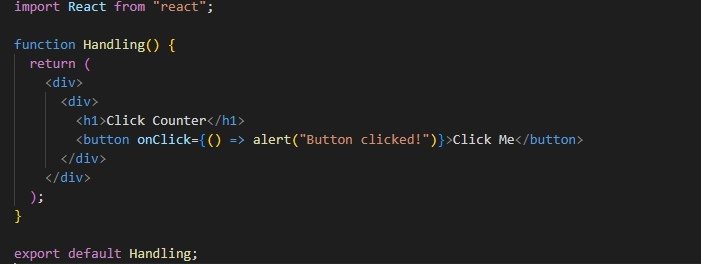 import React from "react";

function Handling() {
  return (
    <div>
      <div>
        <h1>Click Counter</h1>
        <button onClick={() => alert("Button clicked!")}>Click Me</button>
      </div>
    </div>
  );
}

export default Handling;